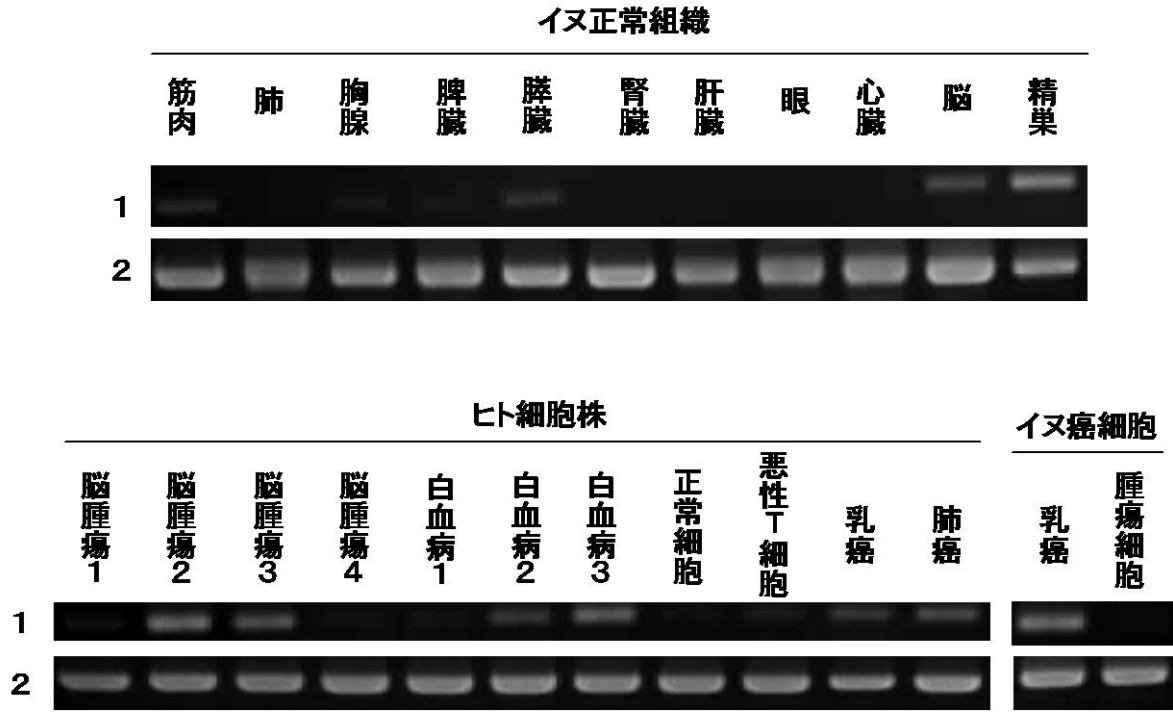 イヌ正常組織
筋肉 肺 胸腺 脾臓 膵臓 腎臓 肝臓 眼 心臓 脳 精巣
1
2
ヒト細胞株 イヌ癌細胞
脳腫瘍1 脳腫瘍2 脳腫瘍3 脳腫瘍4 白血病1 白血病2 白血病3 正常細胞 悪性T細胞 乳癌 肺癌 乳癌 腫瘍細胞
1
2